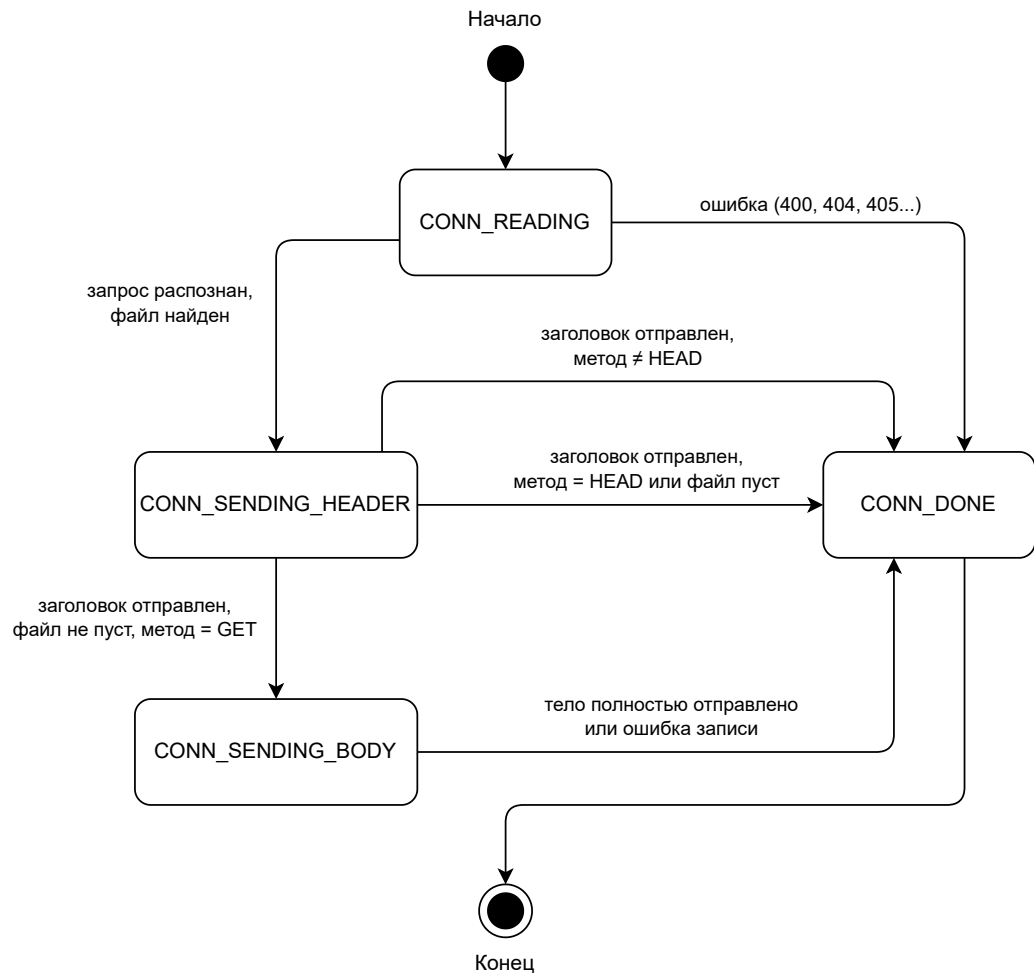 Начало
CONN_READING
ошибка (400, 404, 405...)
запрос распознан,
файл найден
заголовок отправлен,
метод ≠ HEAD
заголовок отправлен,
метод = HEAD или файл пуст
CONN_SENDING_HEADER
CONN_DONE
заголовок отправлен,
файл не пуст, метод = GET
тело полностью отправлено
или ошибка записи
CONN_SENDING_BODY
Конец